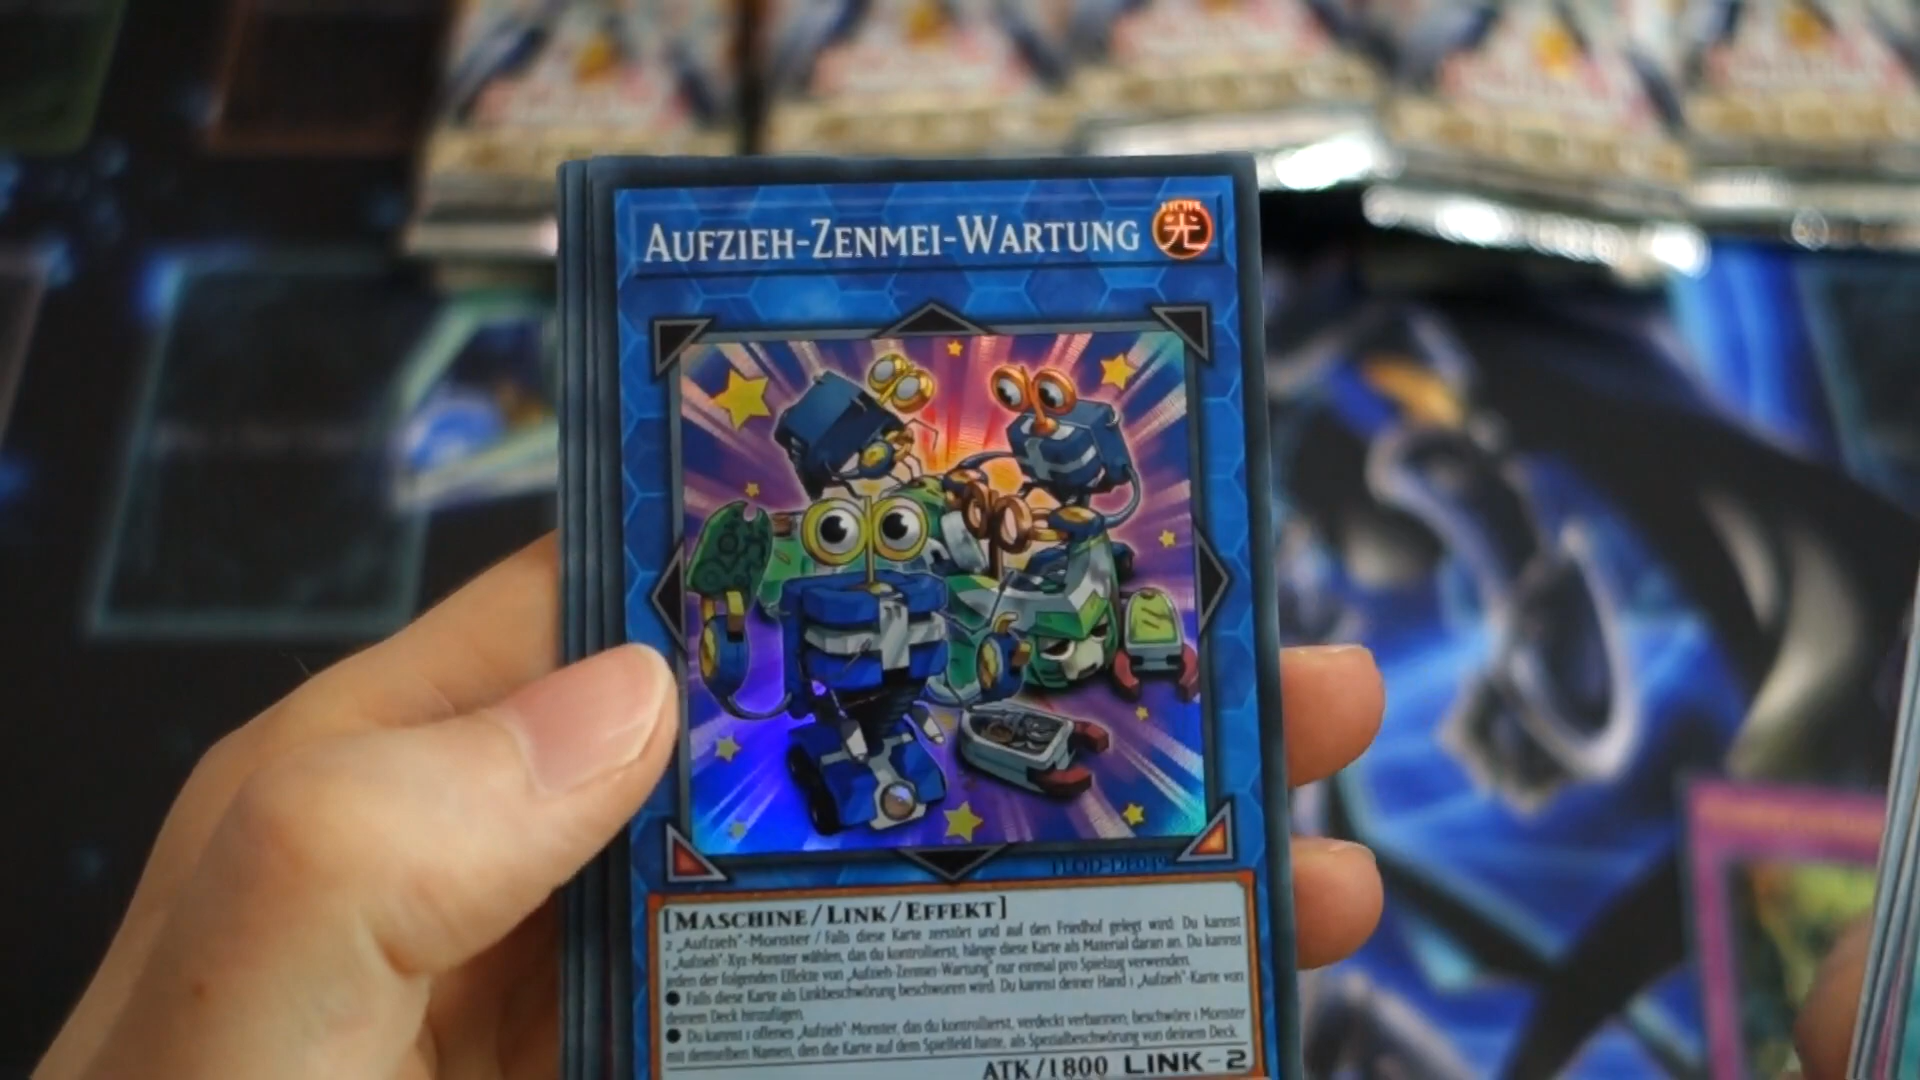 AUFZIEH-ZENMEI-WARTUNG
LICHT
光
FLOD-DE049
[MASCHINE/LINK/EFFEKT]
2 „Aufzieh“-Monster / Falls diese Karte zerstört und auf den Friedhof gelegt wird: Du kannst
1 „Aufzieh“-Xyz-Monster wählen, das du kontrollierst, hänge diese Karte als Material daran an. Du kannst
jeden der folgenden Effekte von „Aufzieh-Zenmei-Wartung“ nur einmal pro Spielzug verwenden.
● Falls diese Karte als Linkbeschwörung beschworen wird: Du kannst deiner Hand 1 „Aufzieh“-Karte von
deinem Deck hinzufügen.
● Du kannst 1 offenes „Aufzieh“-Monster, das du kontrollierst, verdeckt verbannen; beschwöre 1 Monster
mit demselben Namen, den die Karte auf dem Spielfeld hatte, als Spezialbeschwörung von deinem Deck.
ATK/1800 LINK-2